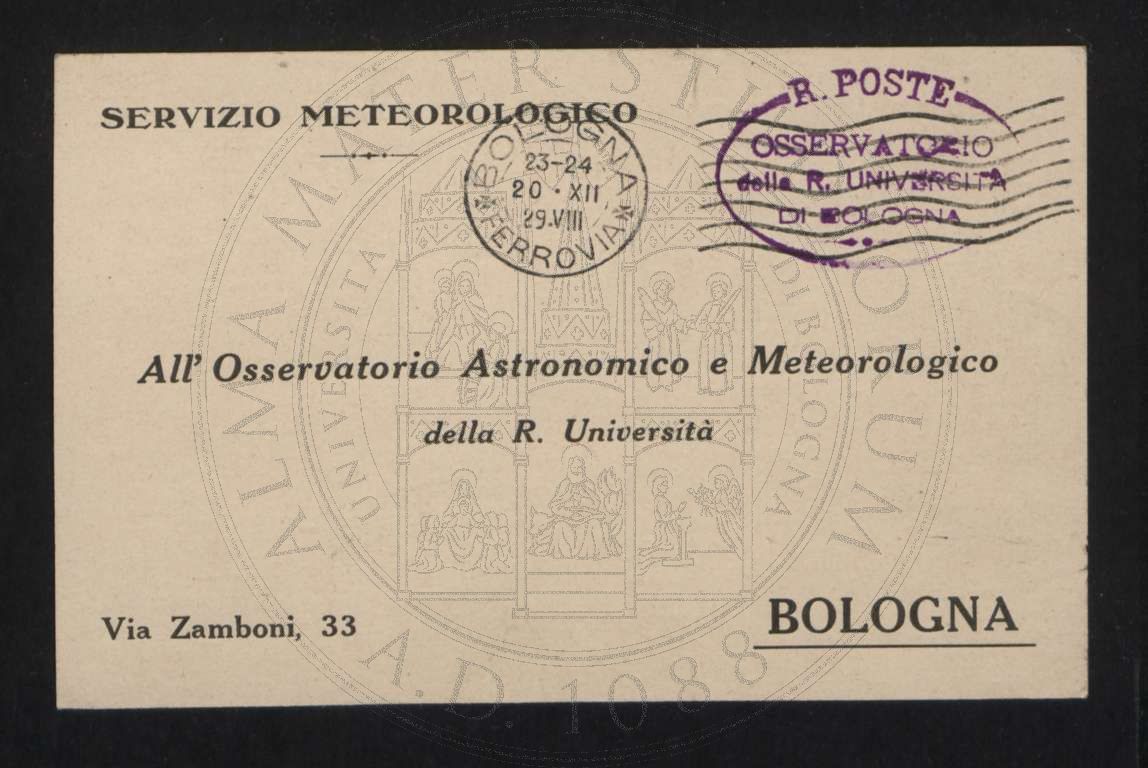 SERVIZIO METEOROLOGICO
BOLOGNA
23-24
20 · XII
29.VIII
FERROVIA
R. POSTE
OSSERVATORIO
della R. UNIVERSITÀ
DI BOLOGNA
All' Osservatorio Astronomico e Meteorologico
della R. Università
Via Zamboni, 33
BOLOGNA
ALMA MATER STUDIORUM
UNIVERSITA DI BOLOGNA
A.D. 1088